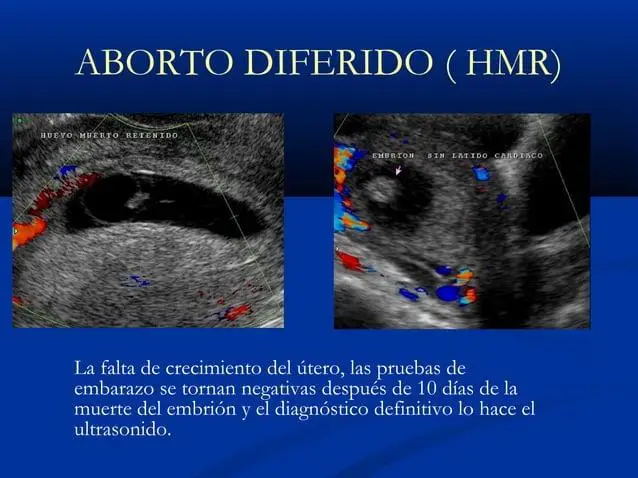 ABORTO DIFERIDO ( HMR)
HUEVO MUERTO RETENIDO
EMBRION SIN LATIDO CARDIACO
La falta de crecimiento del útero, las pruebas de
embarazo se tornan negativas después de 10 días de la
muerte del embrión y el diagnóstico definitivo lo hace el
ultrasonido.